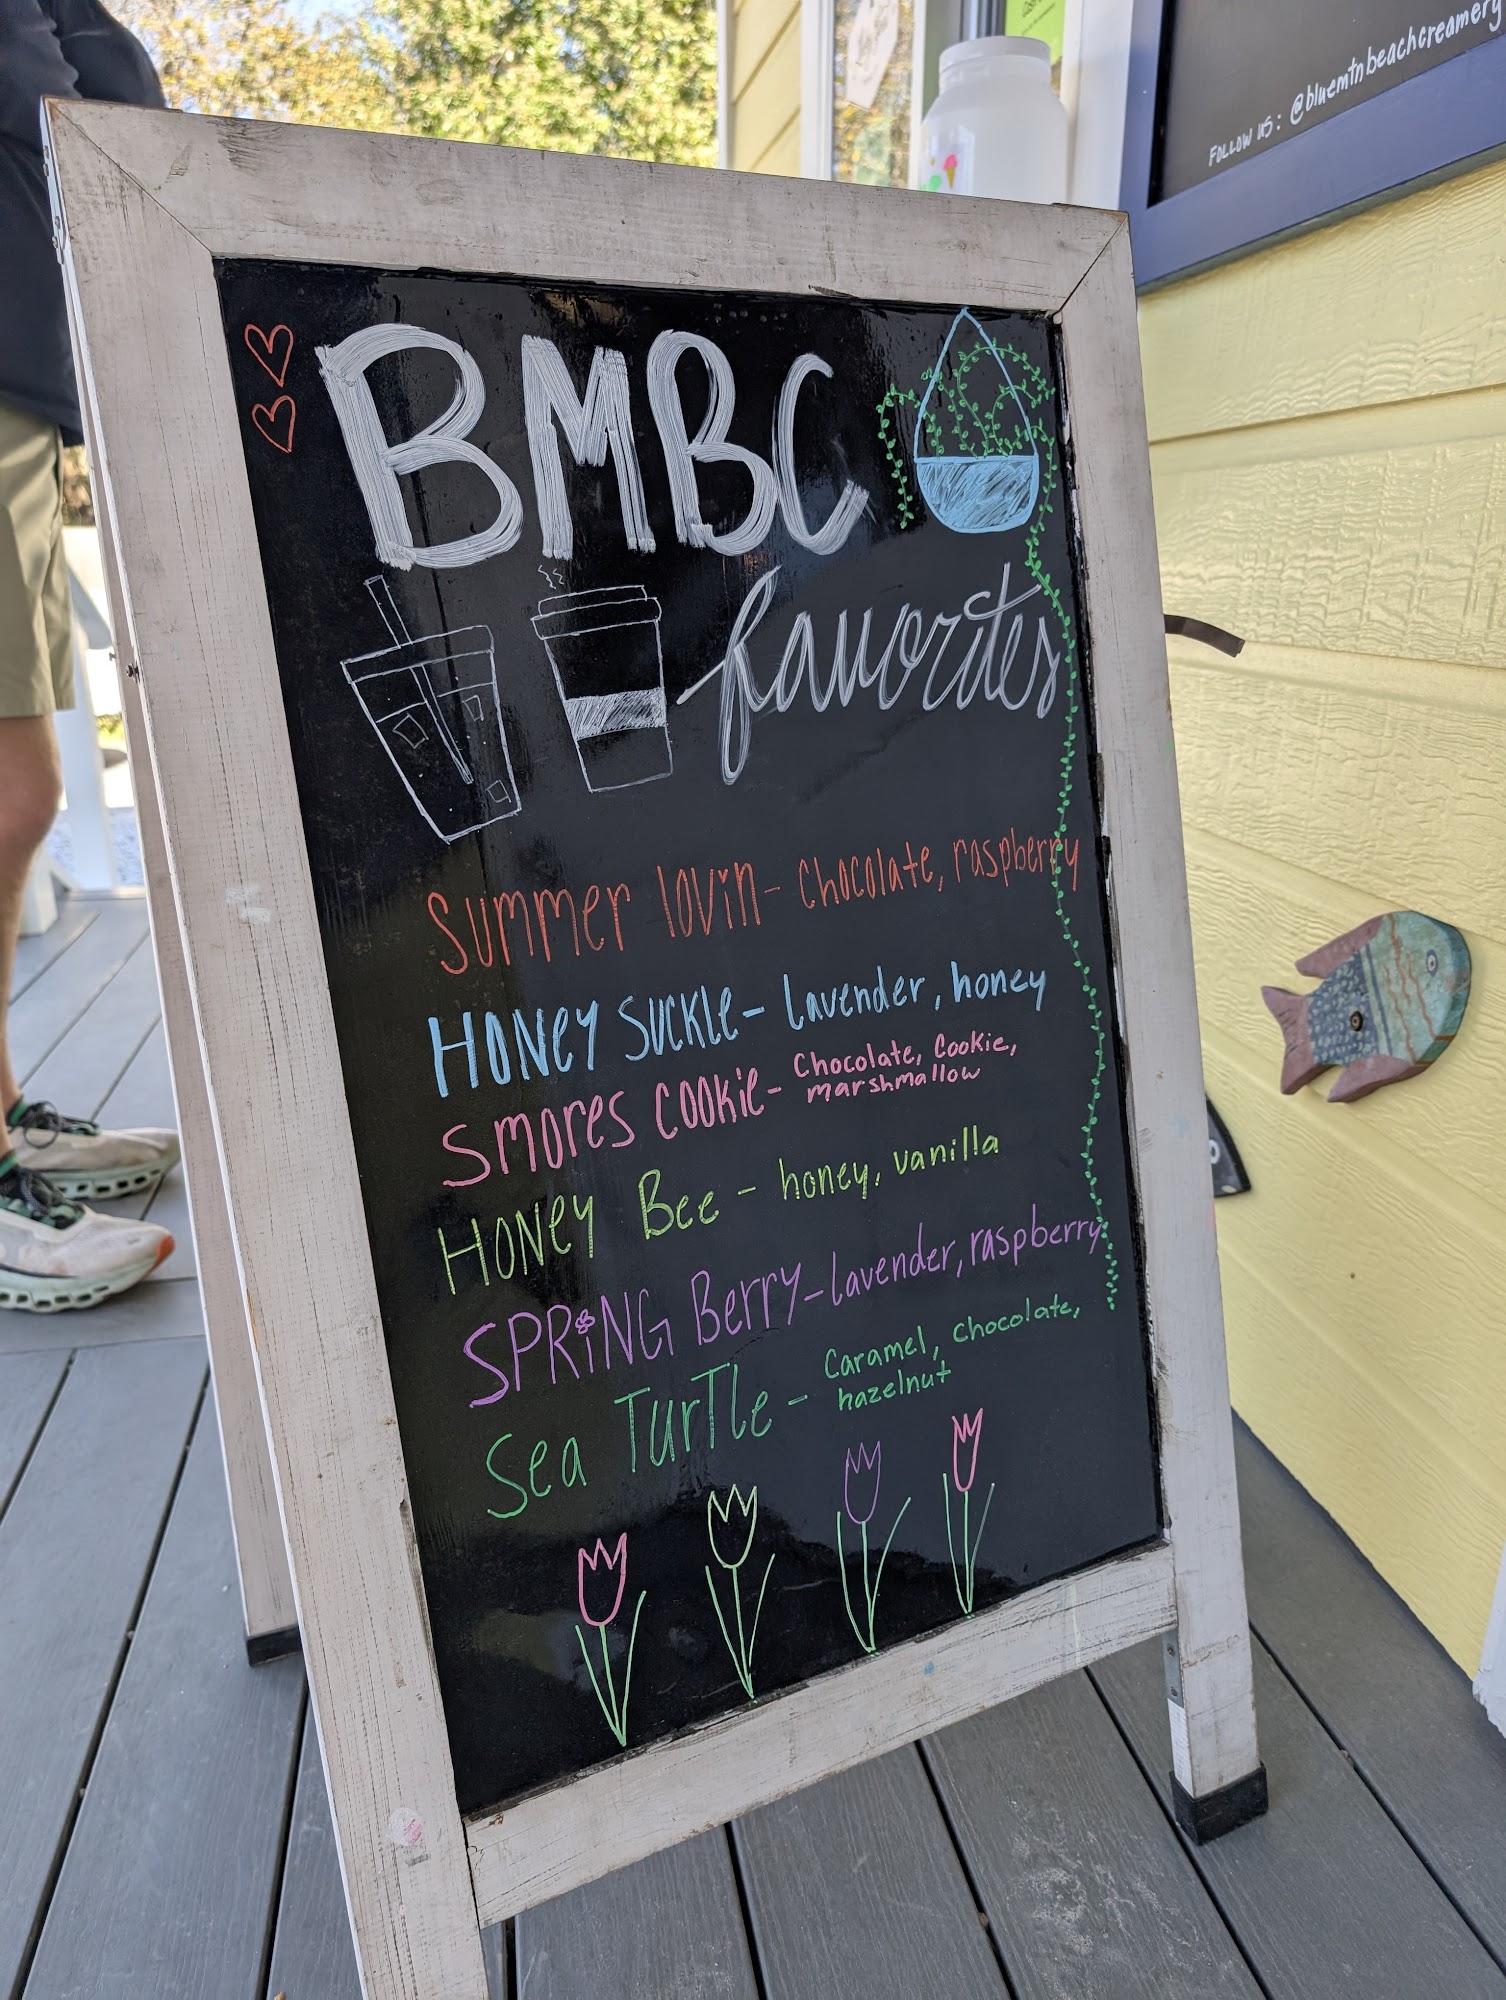 FOLLOW US: @bluemtnbeachcreamery
BMBC
favorites
Summer lovin - Chocolate, raspberry
HONey SUCKLE - lavender, honey
Smores Cookie - Chocolate, Cookie,
marshmallow
HONey Bee - honey, vanilla
SPRiNG Berry - lavender, raspberry
Sea TurTle - Caramel, Chocolate,
hazelnut